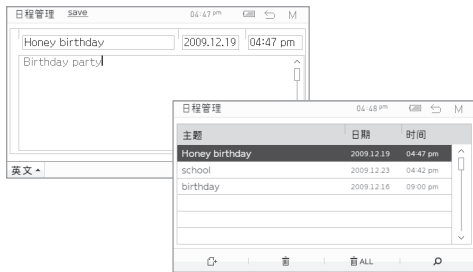 日程管理 save 04:47 pm M
Honey birthday 2009.12.19 04:47 pm
Birthday party
英文
日程管理 04:48 pm M
主题 日期 时间
Honey birthday 2009.12.19 04:47 pm
school 2009.12.23 04:42 pm
birthday 2009.12.16 09:00 pm
ALL